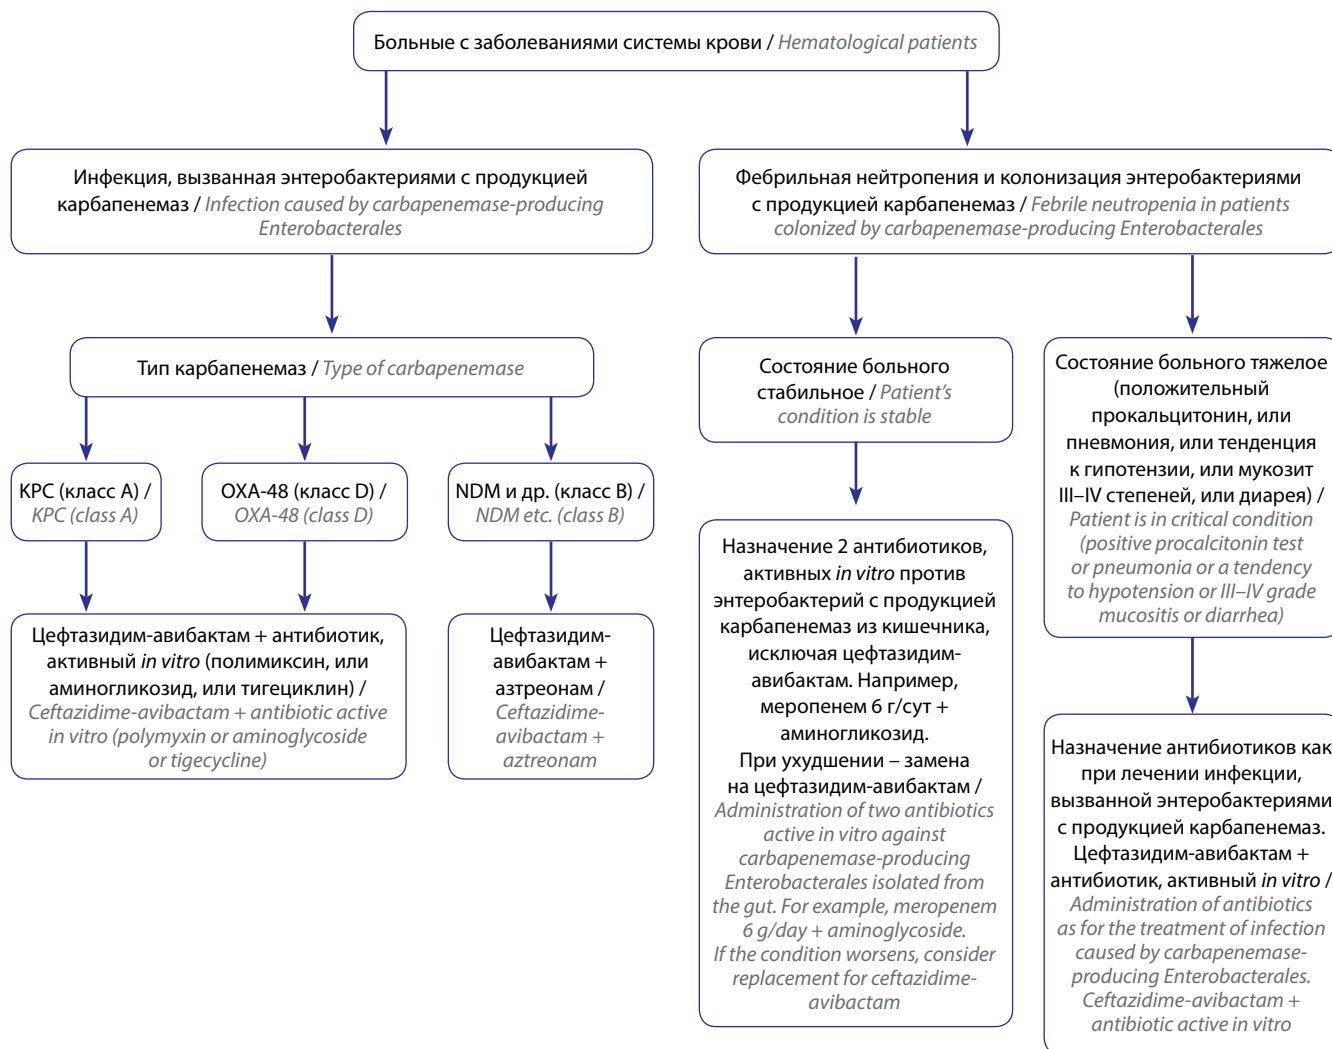 Больные с заболеваниями системы крови / Hematological patients
Инфекция, вызванная энтеробактериями с продукцией
карбапенемаз / Infection caused by carbapenemase-producing
Enterobacterales
Фебрильная нейтропения и колонизация энтеробактериями
с продукцией карбапенемаз / Febrile neutropenia in patients
colonized by carbapenemase-producing Enterobacterales
Тип карбапенемаз / Type of carbapenemase
KPC (класс А) /
KPC (class A)
OXA-48 (класс D) /
OXA-48 (class D)
NDM и др. (класс B) /
NDM etc. (class B)
Цефтазидим-авибактам + антибиотик,
активный in vitro (полимиксин, или
аминогликозид, или тигециклин) /
Ceftazidime-avibactam + antibiotic active
in vitro (polymyxin or aminoglycoside
or tigecycline)
Цефтазидим-
авибактам +
азтреонам /
Ceftazidime-
avibactam +
aztreonam
Состояние больного
стабильное / Patient's
condition is stable
Назначение 2 антибиотиков,
активных in vitro против
энтеробактерий с продукцией
карбапенемаз из кишечника,
исключая цефтазидим-
авибактам. Например,
меропенем 6 г/сут +
аминогликозид.
При ухудшении – замена
на цефтазидим-авибактам /
Administration of two antibiotics
active in vitro against
carbapenemase-producing
Enterobacterales isolated from
the gut. For example, meropenem
6 g/day + aminoglycoside.
If the condition worsens, consider
replacement for ceftazidime-
avibactam
Состояние больного тяжелое
(положительный
прокальцитонин, или
пневмония, или тенденция
к гипотензии, или мукозит
III–IV степеней, или диарея) /
Patient is in critical condition
(positive procalcitonin test
or pneumonia or a tendency
to hypotension or III–IV grade
mucositis or diarrhea)
Назначение антибиотиков как
при лечении инфекции,
вызванной энтеробактериями
с продукцией карбапенемаз.
Цефтазидим-авибактам +
антибиотик, активный in vitro /
Administration of antibiotics
as for the treatment of infection
caused by carbapenemase-
producing Enterobacterales.
Ceftazidime-avibactam +
antibiotic active in vitro